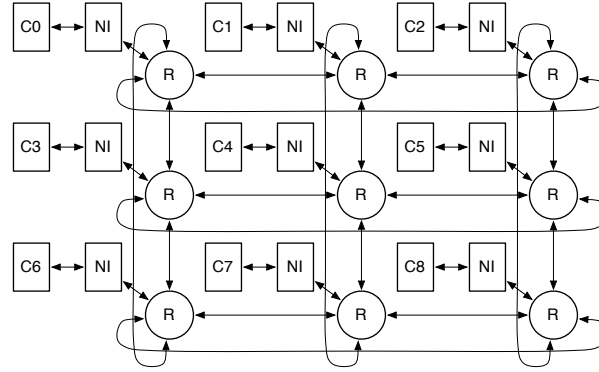 C0 NI C1 NI C2 NI
R R R
C3 NI C4 NI C5 NI
R R R
C6 NI C7 NI C8 NI
R R R